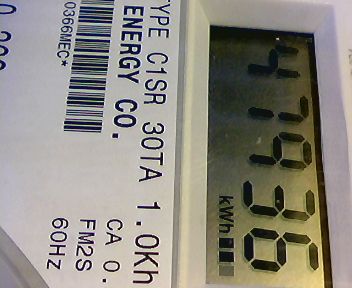 47936
kWh
TYPE C1SR 30TA 1.0Kh
ENERGY CO.
CA 0.
FM2S
60HZ
0366MEC*